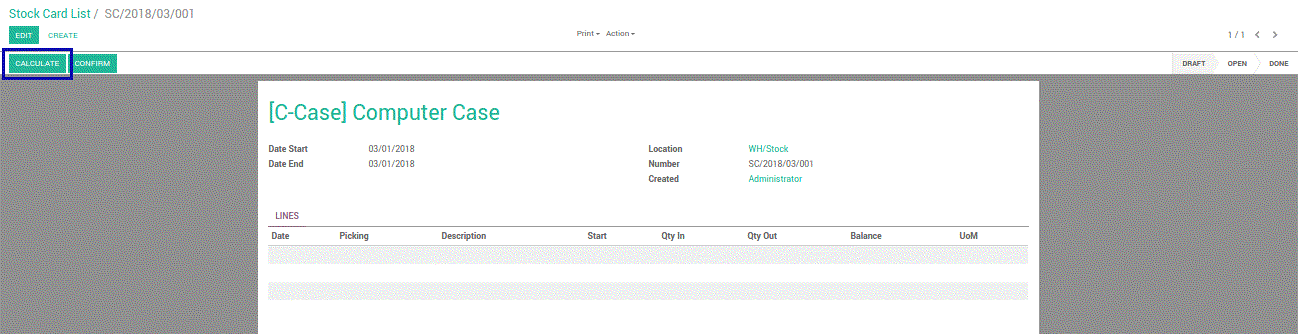 Stock Card List / SC/2018/03/001
EDIT CREATE Print Action 1 / 1
CALCULATE CONFIRM DRAFT OPEN DONE
[C-Case] Computer Case
Date Start 03/01/2018 Location WH/Stock
Date End 03/01/2018 Number SC/2018/03/001
Created Administrator
LINES
Date Picking Description Start Qty In Qty Out Balance UoM